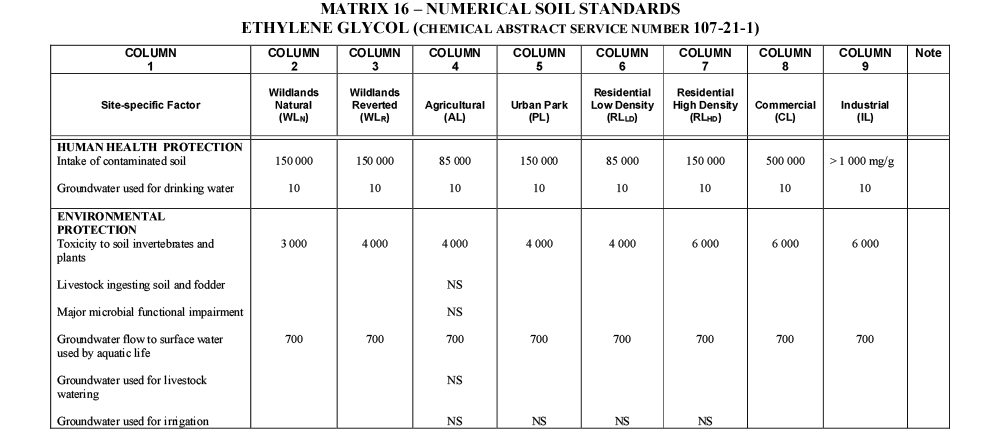 MATRIX 16 – NUMERICAL SOIL STANDARDS
ETHYLENE GLYCOL (CHEMICAL ABSTRACT SERVICE NUMBER 107-21-1)
COLUMN 1 COLUMN 2 COLUMN 3 COLUMN 4 COLUMN 5 COLUMN 6 COLUMN 7 COLUMN 8 COLUMN 9 Note
Site-specific Factor Wildlands Natural (WLN) Wildlands Reverted (WLR) Agricultural (AL) Urban Park (PL) Residential Low Density (RLLD) Residential High Density (RLHD) Commercial (CL) Industrial (IL)
HUMAN HEALTH PROTECTION
Intake of contaminated soil 150 000 150 000 85 000 150 000 85 000 150 000 500 000 > 1 000 mg/g
Groundwater used for drinking water 10 10 10 10 10 10 10 10
ENVIRONMENTAL
PROTECTION
Toxicity to soil invertebrates and 3 000 4 000 4 000 4 000 4 000 6 000 6 000 6 000
plants
Livestock ingesting soil and fodder NS
Major microbial functional impairment NS
Groundwater flow to surface water 700 700 700 700 700 700 700 700
used by aquatic life
Groundwater used for livestock NS
watering
Groundwater used for irrigation NS NS NS NS